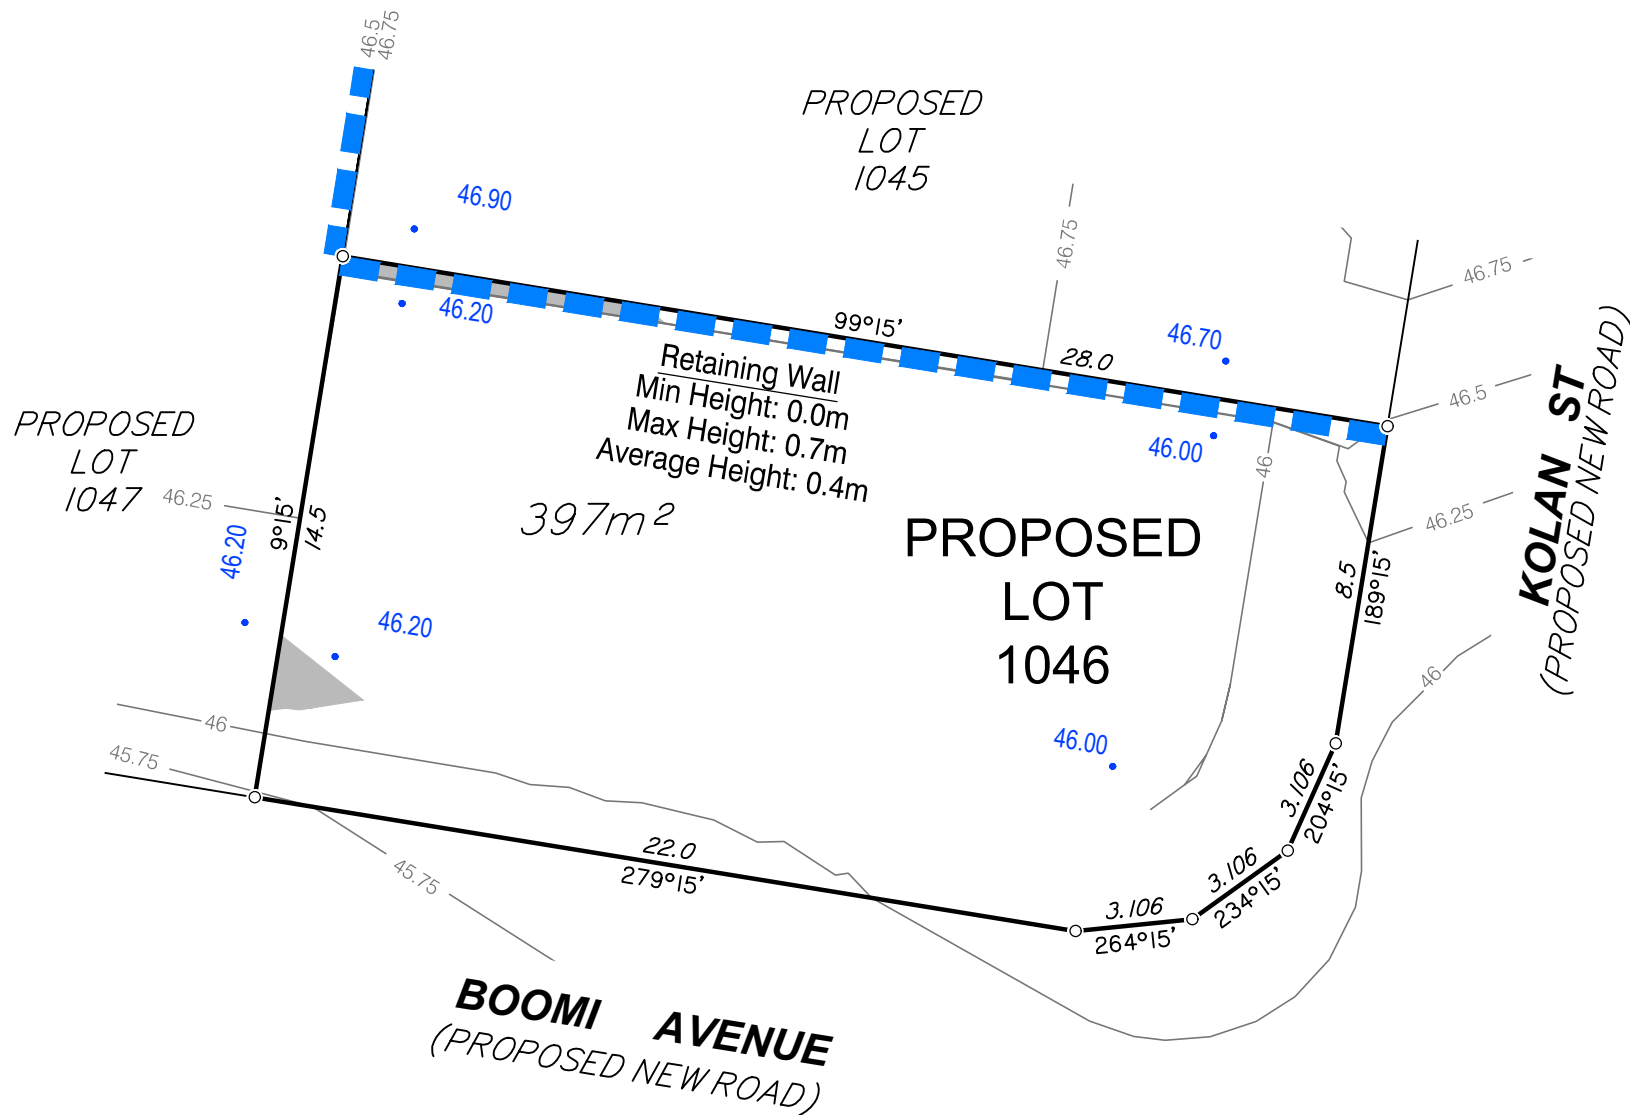 46.5
46.75
PROPOSED
LOT
1045
46.90
46.20
46.75
46.75
99°15'
28.0
46.70
46.5
46.00
46
Retaining Wall
Min Height: 0.0m
Max Height: 0.7m
Average Height: 0.4m
PROPOSED
LOT
1047
46.25
46.20
9°15'
14.5
397m²
PROPOSED
LOT
1046
46.25
8.5
189°15'
KOLAN ST
(PROPOSED NEW ROAD)
46.20
46
46
45.75
46.00
3.106
204°15'
22.0
279°15'
45.75
3.106
234°15'
3.106
264°15'
BOOMI AVENUE
(PROPOSED NEW ROAD)